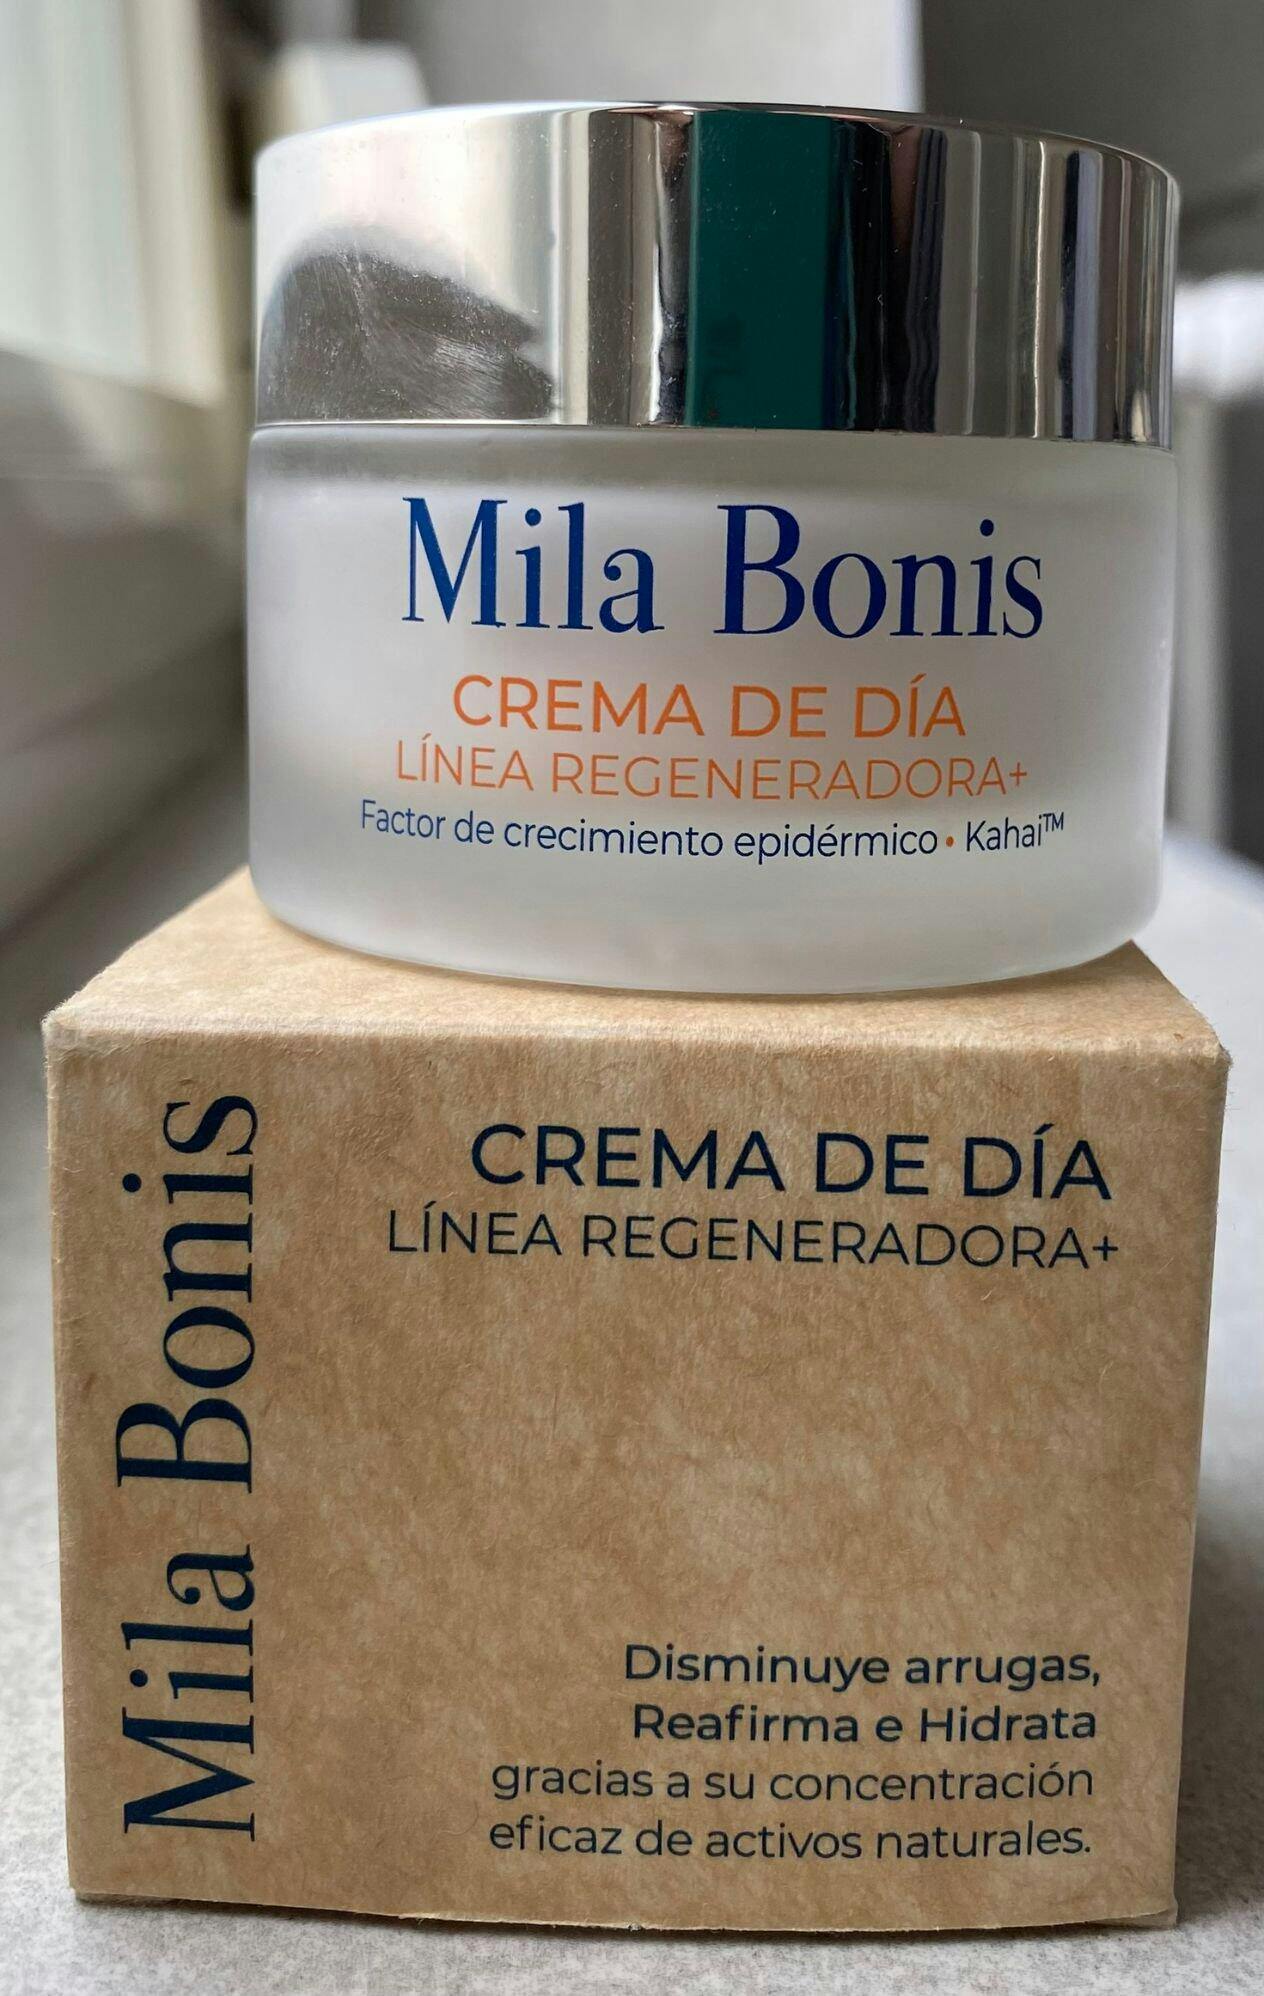 Mila Bonis
CREMA DE DÍA
LÍNEA REGENERADORA+
Factor de crecimiento epidérmico • Kahai™
Mila Bonis
CREMA DE DÍA
LÍNEA REGENERADORA+
Disminuye arrugas,
Reafirma e Hidrata
gracias a su concentración
eficaz de activos naturales.